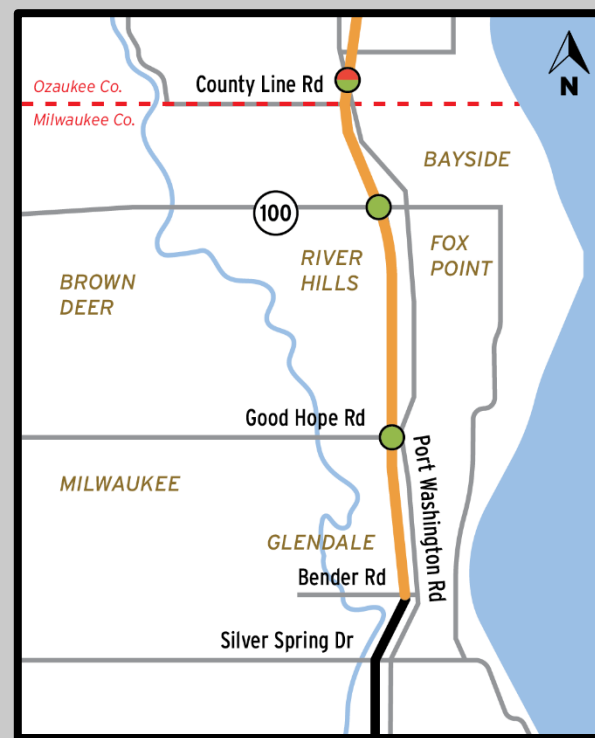 N
County Line Rd
Ozaukee Co.
Milwaukee Co.
BAYSIDE
100
RIVER
HILLS
FOX
POINT
BROWN
DEER
Good Hope Rd
Port Washington Rd
MILWAUKEE
GLENDALE
Bender Rd
Silver Spring Dr